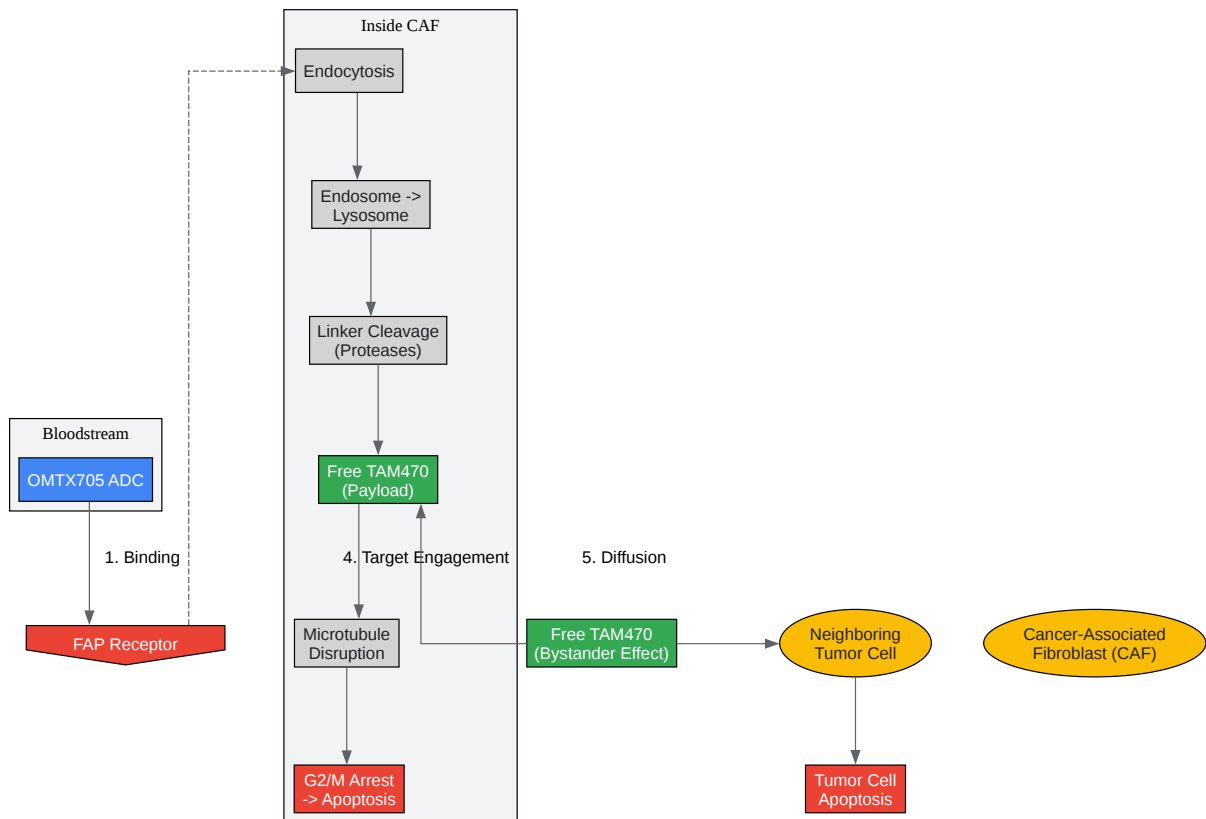 Inside CAF
Endocytosis
Endosome ->
Lysosome
Linker Cleavage
(Proteases)
Bloodstream
OMTX705 ADC
Free TAM470
(Payload)
1. Binding
4. Target Engagement
5. Diffusion
FAP Receptor
Microtubule
Disruption
Free TAM470
(Bystander Effect)
Neighboring
Tumor Cell
Cancer-Associated
Fibroblast (CAF)
G2/M Arrest
-> Apoptosis
Tumor Cell
Apoptosis